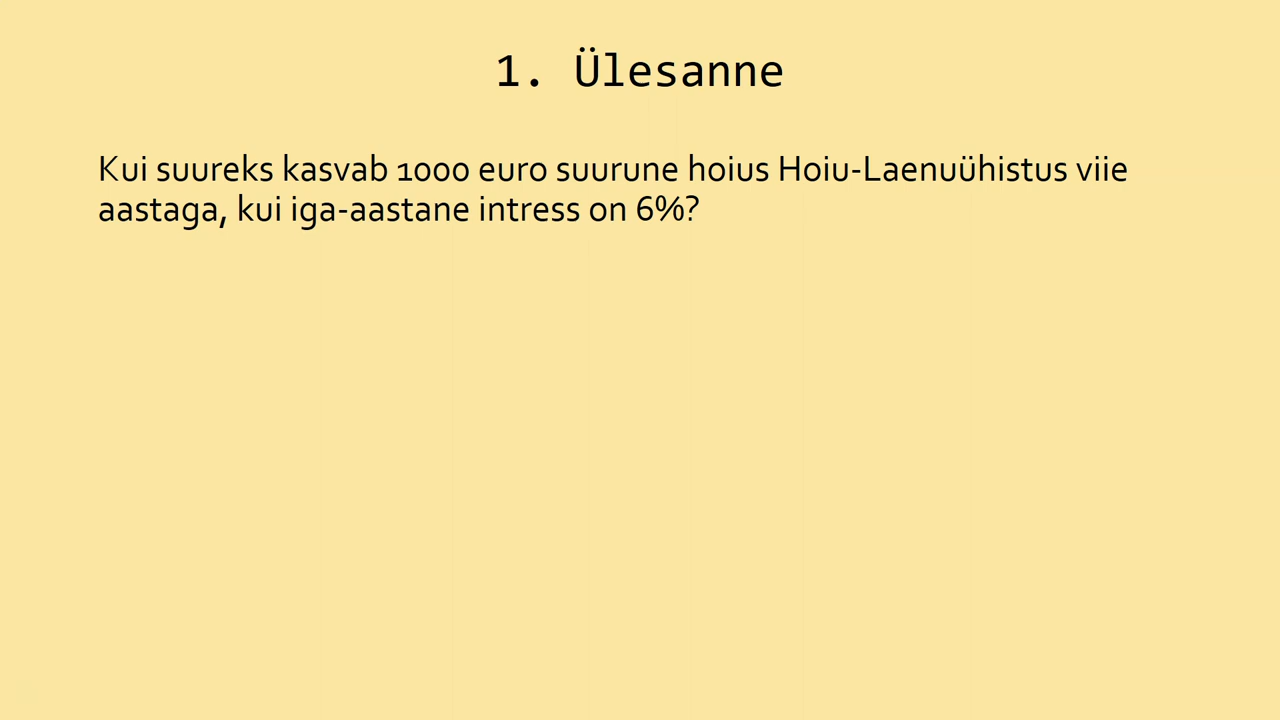 1. Ülesanne
Kui suureks kasvab 1000 euro suurune hoius Hoiu-Laenuühistus viie
aastaga, kui iga-aastane intress on 6%?